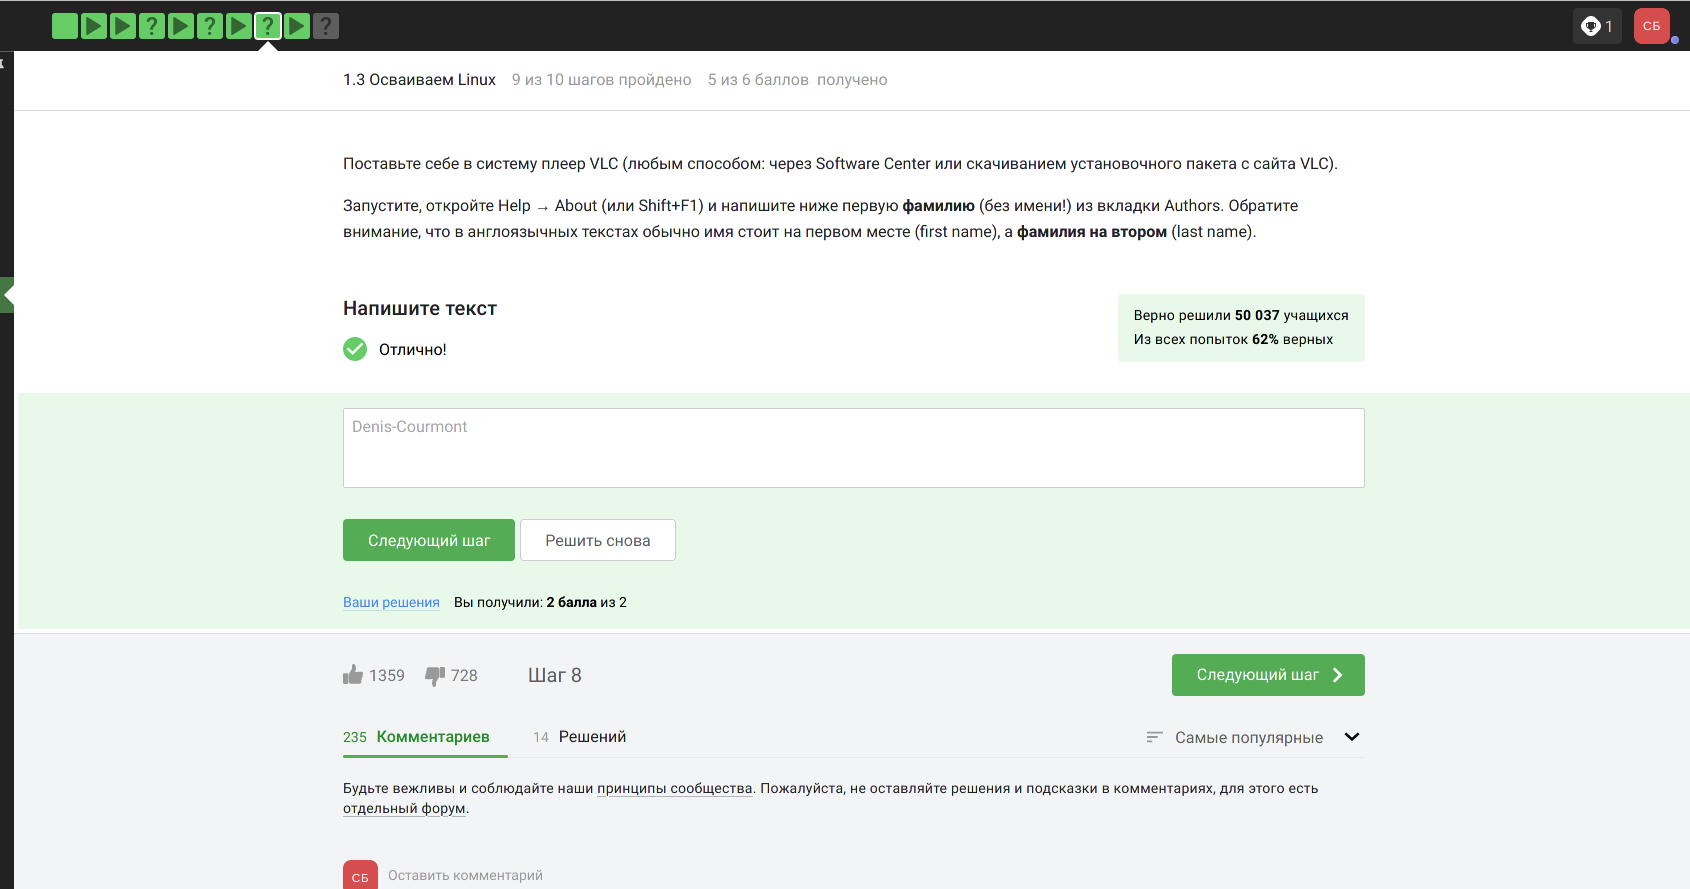 ? ? ? ?
1
СБ
1.3 Осваиваем Linux 9 из 10 шагов пройдено 5 из 6 баллов получено
Поставьте себе в систему плеер VLC (любым способом: через Software Center или скачиванием установочного пакета с сайта VLC).
Запустите, откройте Help → About (или Shift+F1) и напишите ниже первую фамилию (без имени!) из вкладки Authors. Обратите
внимание, что в англоязычных текстах обычно имя стоит на первом месте (first name), а фамилия на втором (last name).
Напишите текст
Отлично!
Верно решили 50 037 учащихся
Из всех попыток 62% верных
Denis-Courmont
Следующий шаг Решить снова
Ваши решения Вы получили: 2 балла из 2
1359 728 Шаг 8 Следующий шаг
235 Комментариев 14 Решений Самые популярные
Будьте вежливы и соблюдайте наши принципы сообщества. Пожалуйста, не оставляйте решения и подсказки в комментариях, для этого есть
отдельный форум.
СБ Оставить комментарий